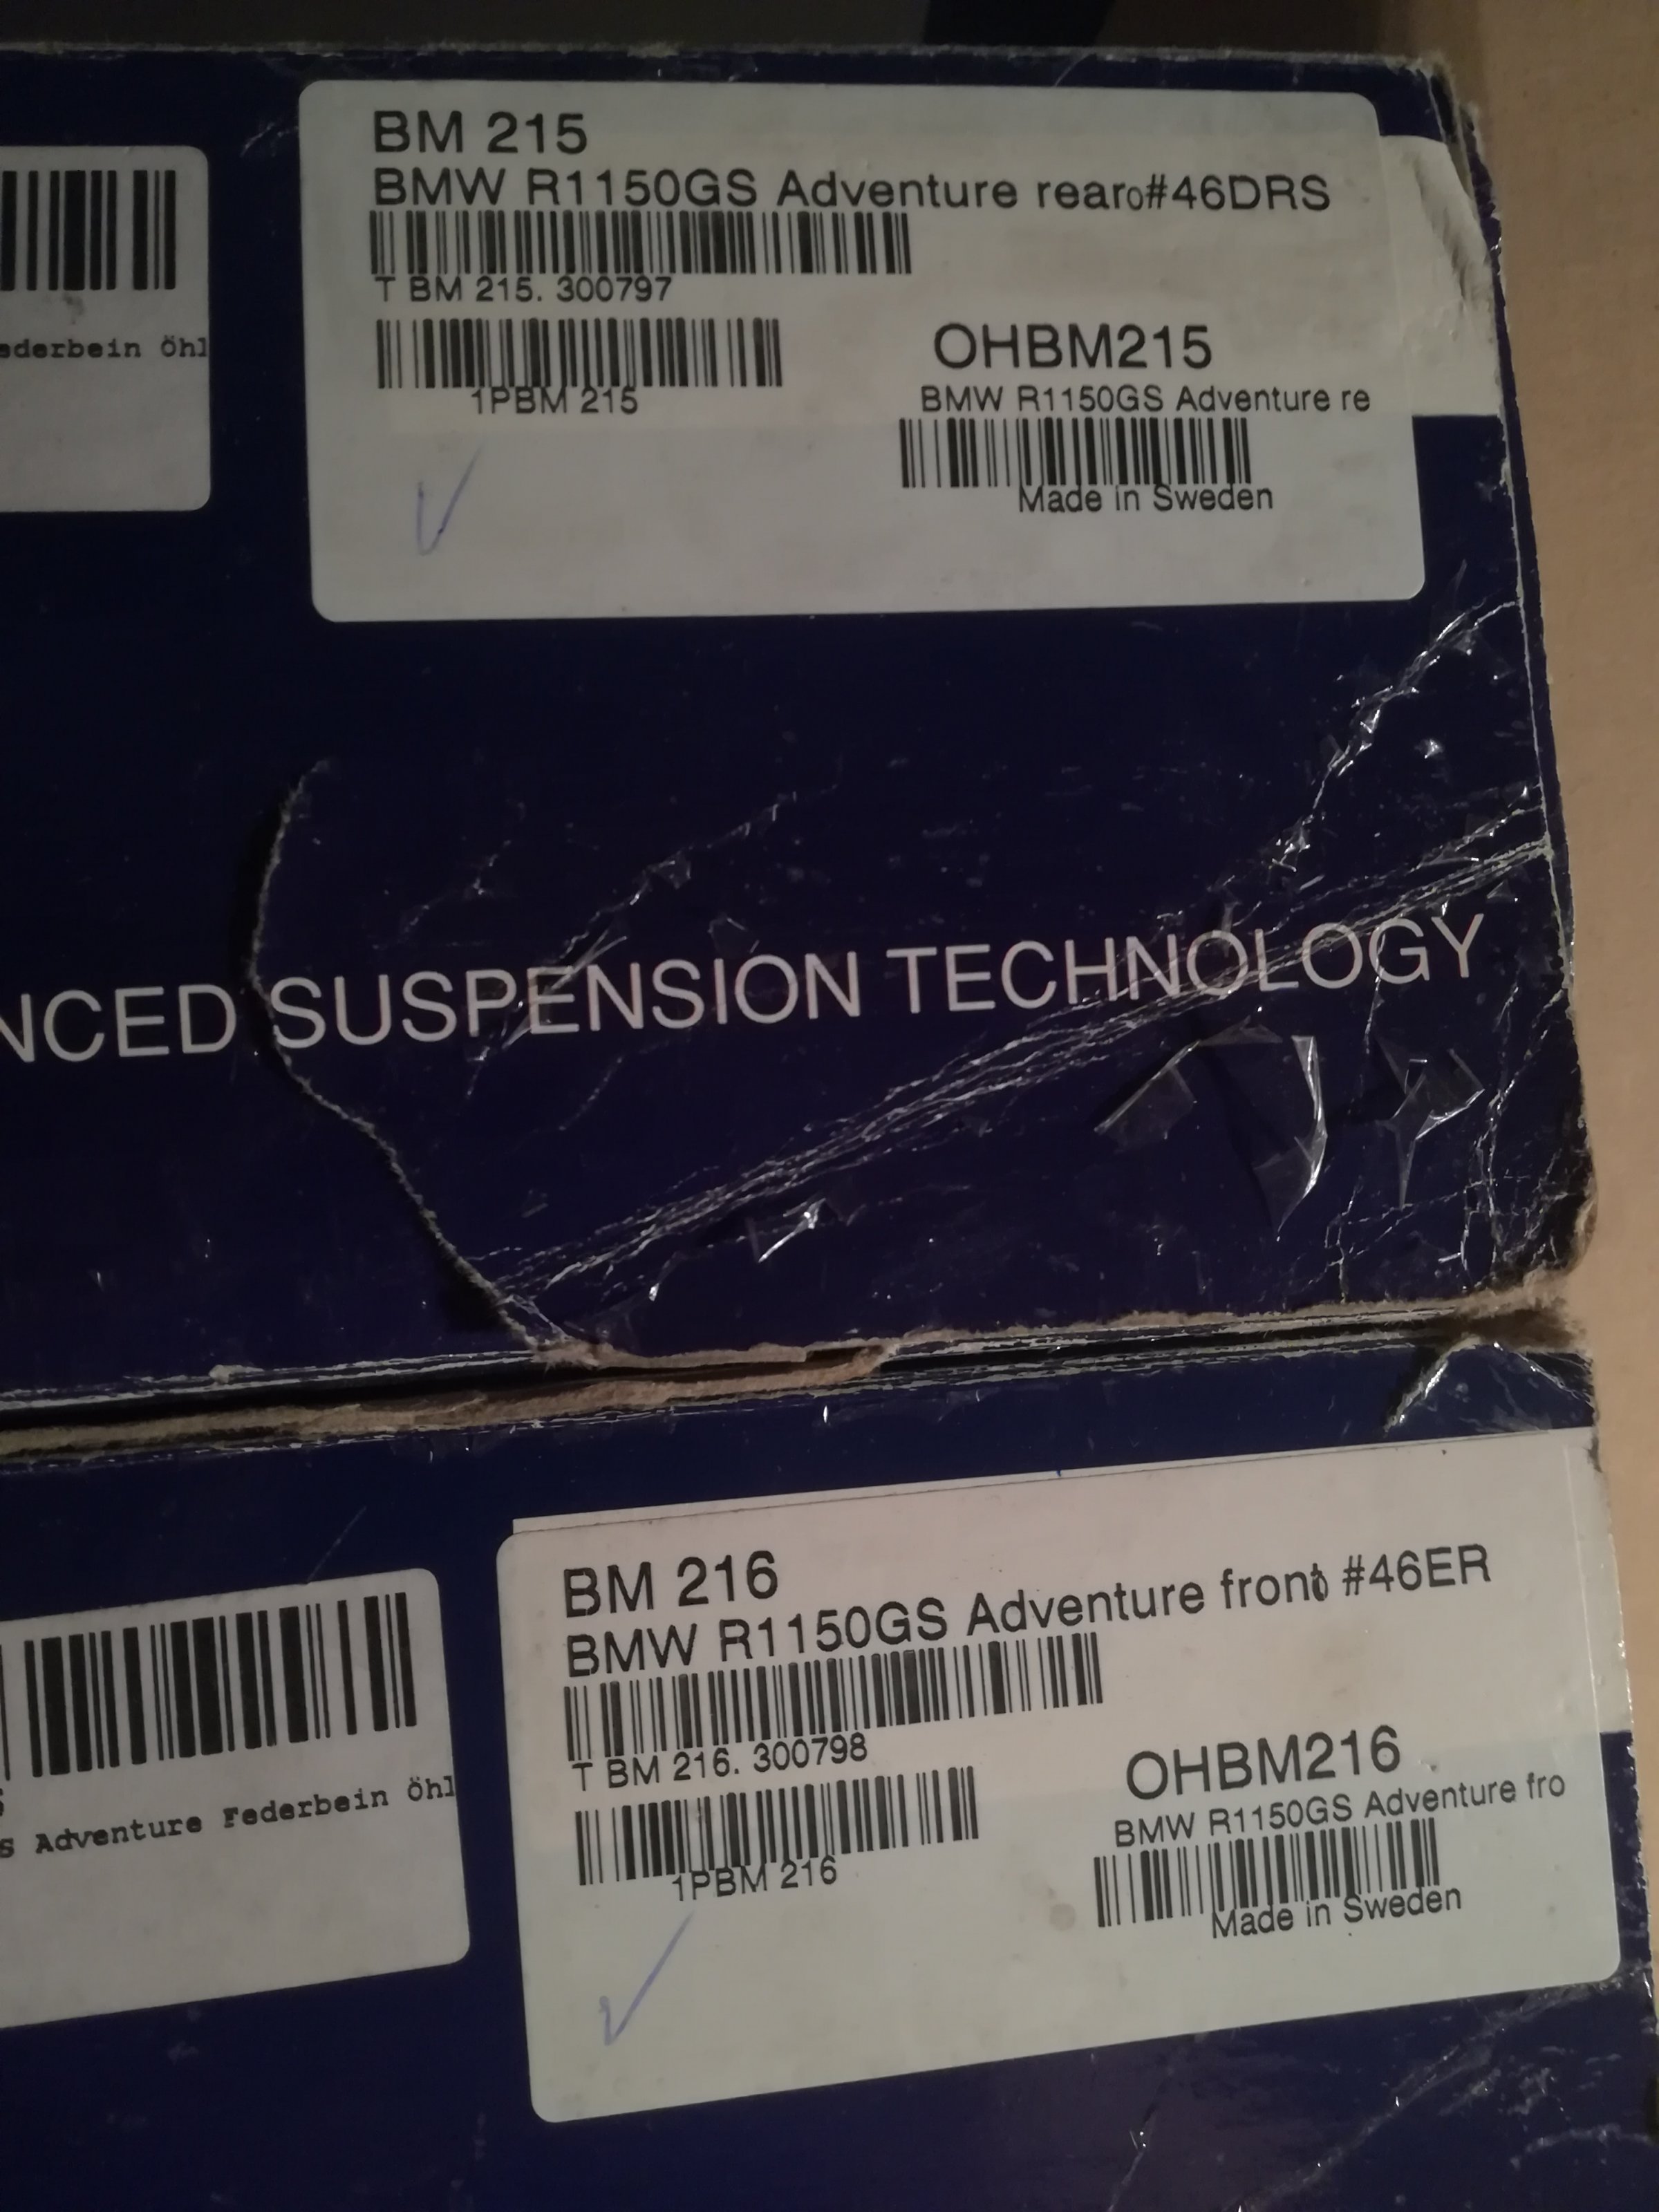 BM 215
BMW R1150GS Adventure rearo#46DRS
T BM 215. 300797
1PBM 215
OHBM215
BMW R1150GS Adventure re
Made in Sweden
ederbein Öhl
NCED SUSPENSION TECHNOLOGY
BM 216
BMW R1150GS Adventure front #46ER
T BM 216. 300798
1PBM 216
OHBM216
BMW R1150GS Adventure fro
Made in Sweden
S Adventure Federbein Öhl